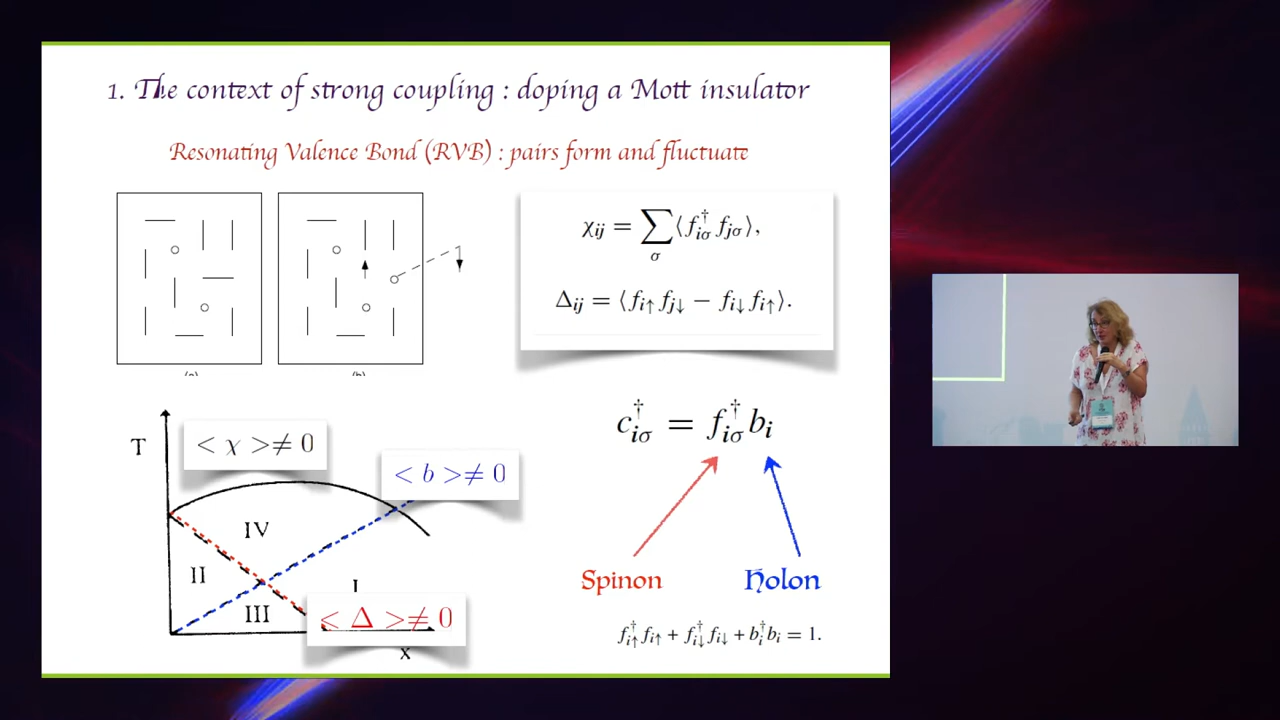 1. The context of strong coupling : doping a Mott insulator
Resonating Valence Bond (RVB) : pairs form and fluctuate
χij = ∑σ ⟨f†iσ fjσ⟩,
Δij = ⟨fi↑ fj↓ − fi↓ fi↑⟩.
(a) (b)
c†iσ = f†iσ bi
T
< χ >≠ 0
< b >≠ 0
IV
II
I
III
< Δ >≠ 0
x
Spinon Holon
f†i↑ fi↑ + f†i↓ fi↓ + b†i bi = 1.